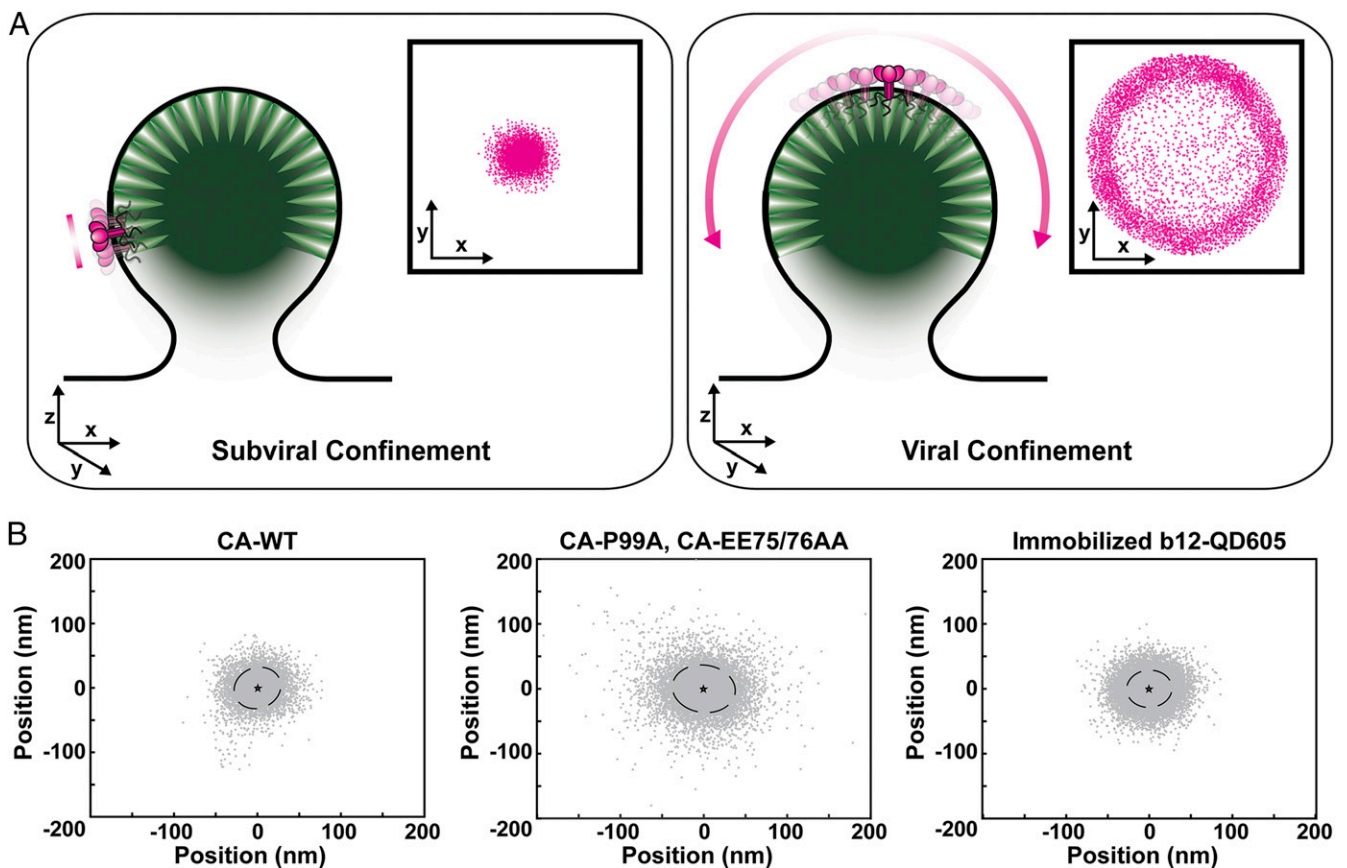 A
y
x
z
x
y
Subviral Confinement
y
x
z
x
y
Viral Confinement
B
CA-WT
Position (nm)
200
100
0
-100
-200
-100
0
100
200
Position (nm)
CA-P99A, CA-EE75/76AA
Position (nm)
200
100
0
-100
-200
-100
0
100
200
Position (nm)
Immobilized b12-QD605
Position (nm)
200
100
0
-100
-200
-100
0
100
200
Position (nm)